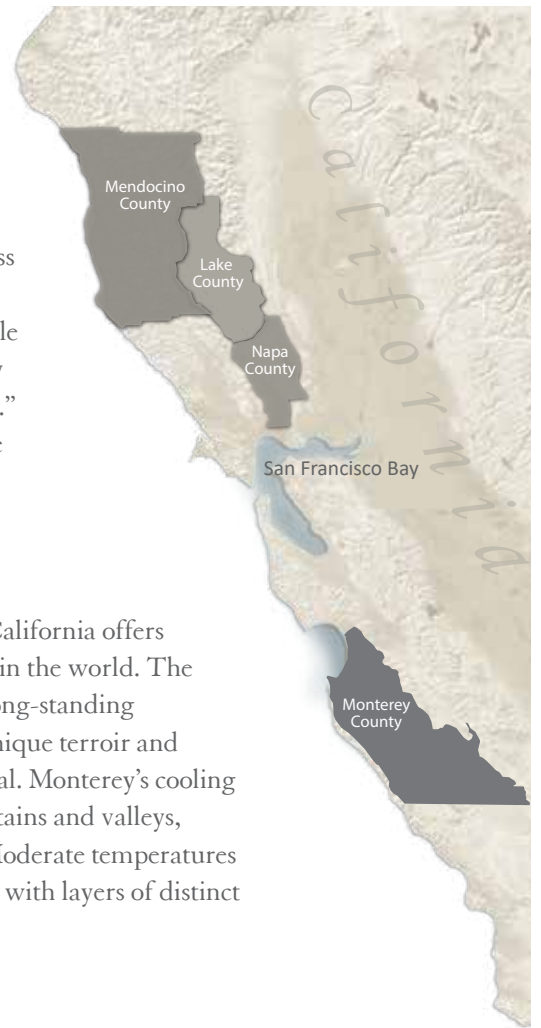 California
Mendocino
County
ss
Lake
County
le
Napa
County
.”
San Francisco Bay
California offers
in the world. The
ong-standing
nique terroir and
al. Monterey’s cooling
tains and valleys,
Moderate temperatures
with layers of distinct
Monterey
County